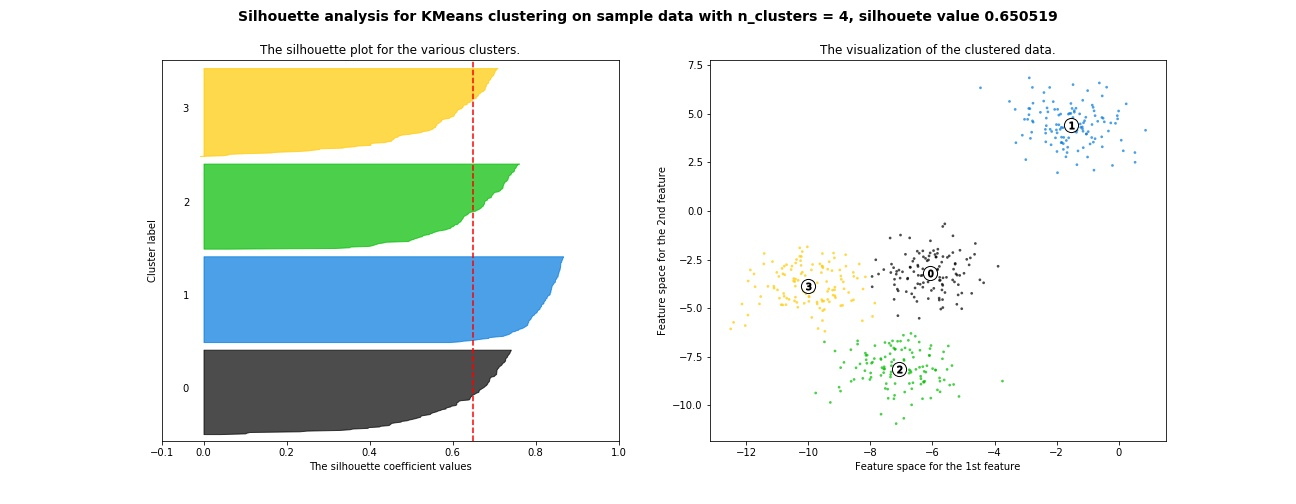 Silhouette analysis for KMeans clustering on sample data with n_clusters = 4, silhouete value 0.650519
The silhouette plot for the various clusters.
Cluster label
3
2
1
0
−0.1 0.0 0.2 0.4 0.6 0.8 1.0
The silhouette coefficient values
The visualization of the clustered data.
Feature space for the 2nd feature
7.5
5.0
2.5
0.0
−2.5
−5.0
−7.5
−10.0
1
0
3
2
−12 −10 −8 −6 −4 −2 0
Feature space for the 1st feature